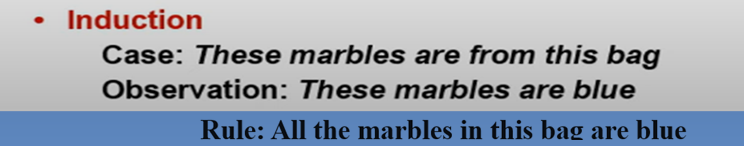 • Induction
Case: These marbles are from this bag
Observation: These marbles are blue
Rule: All the marbles in this bag are blue